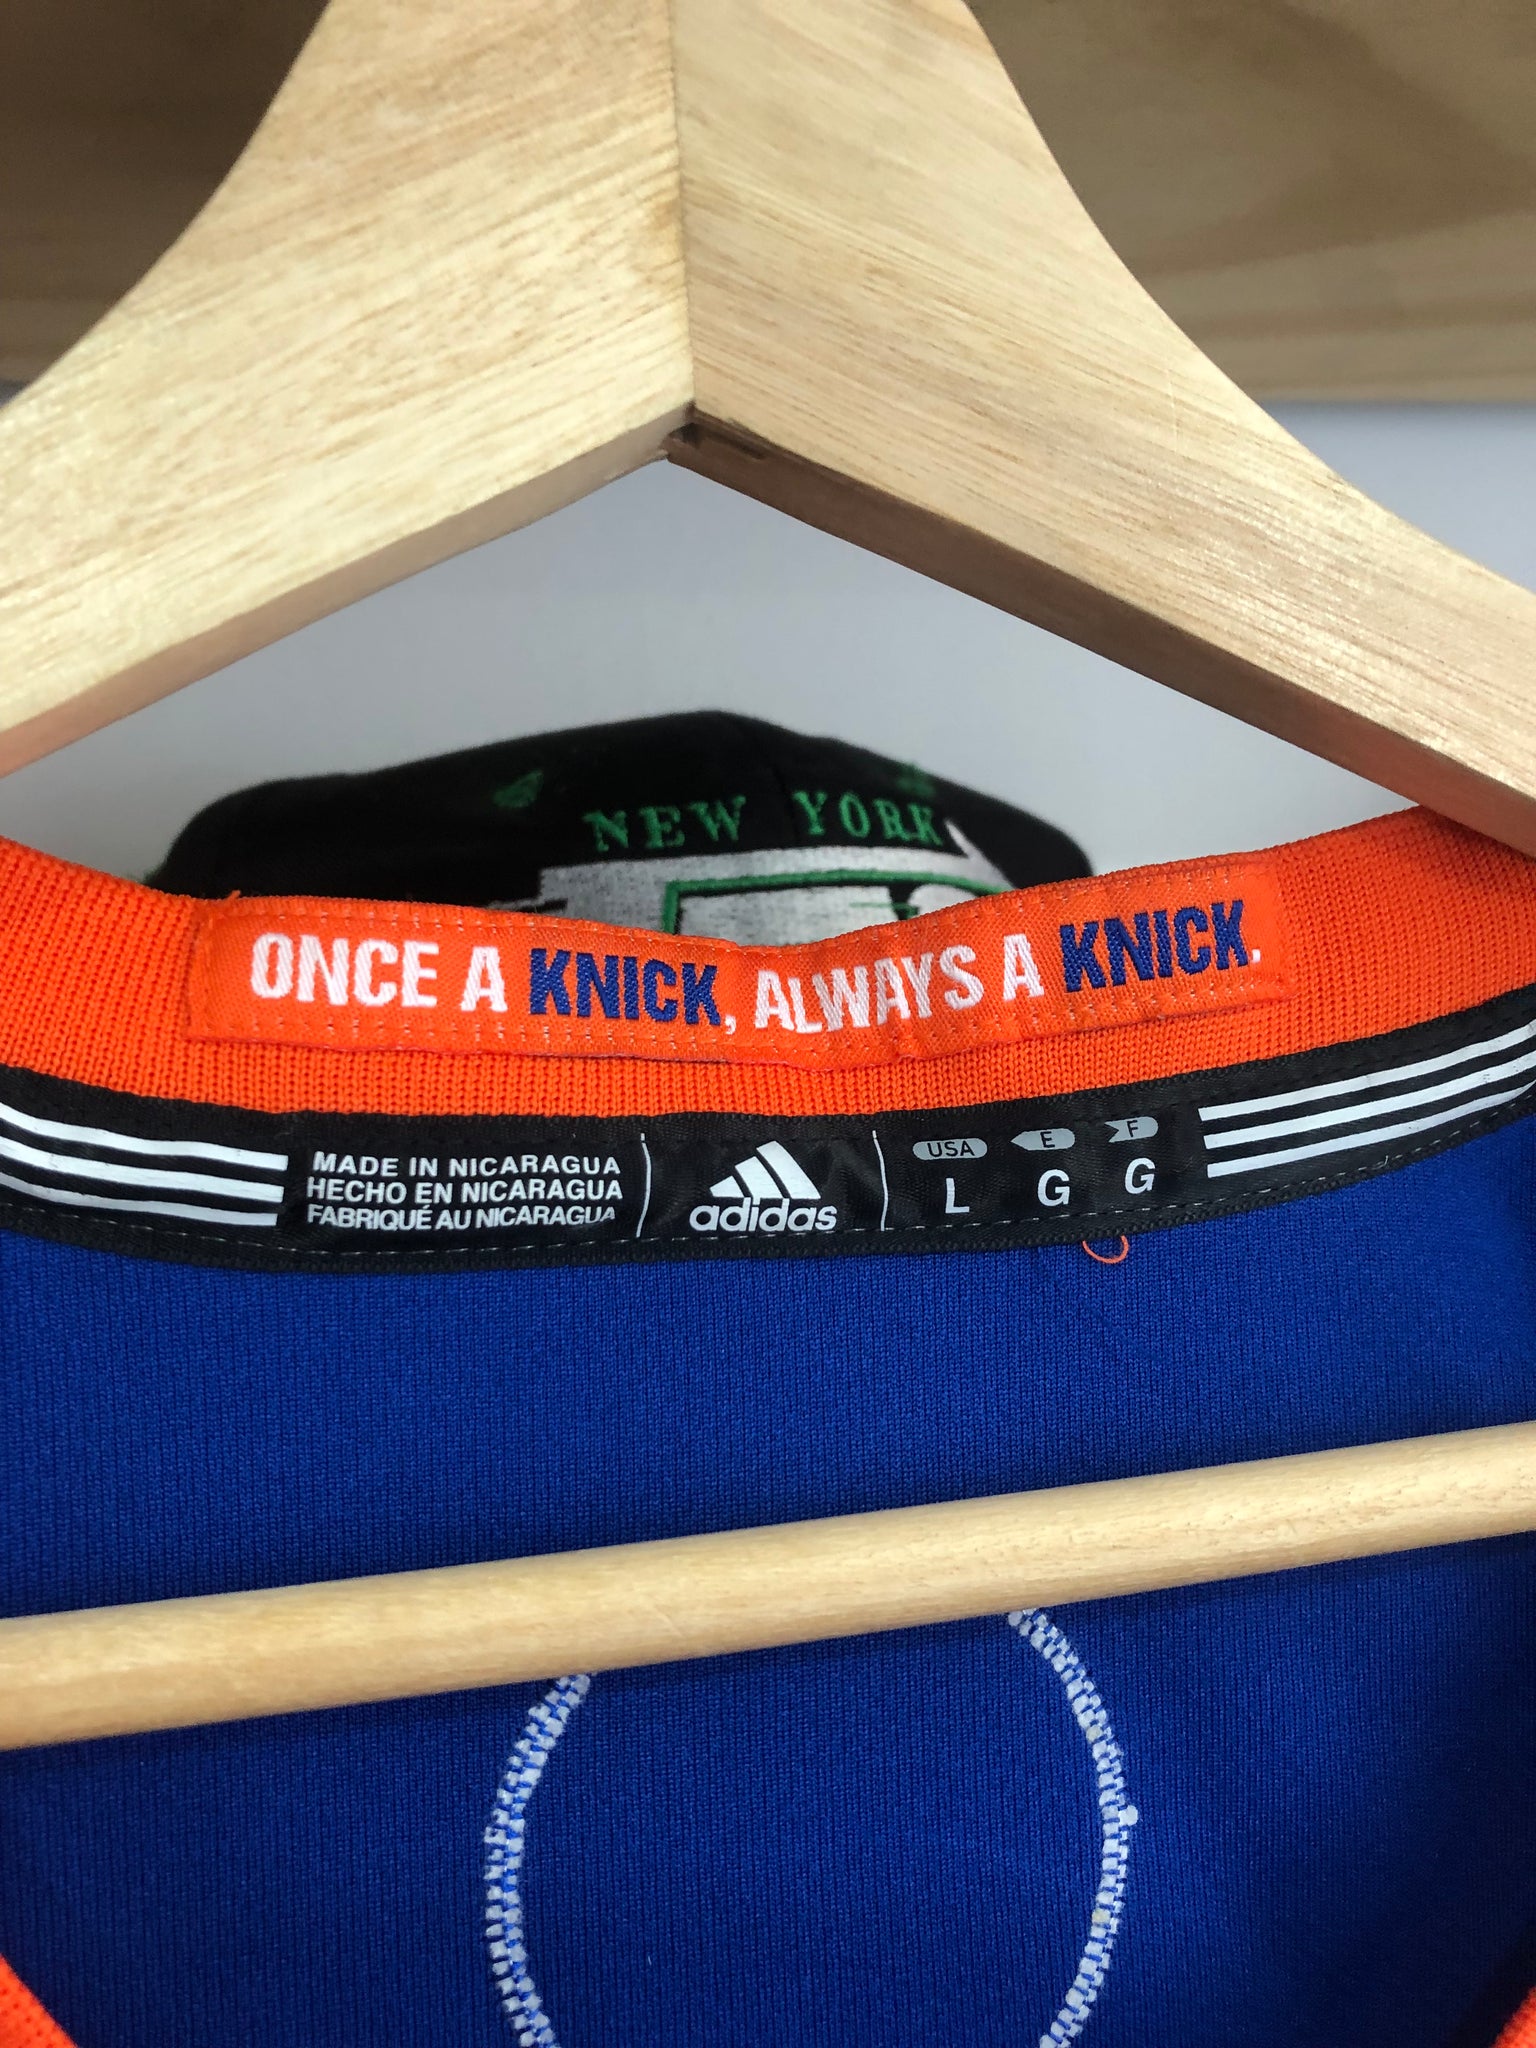 NEW YORK
ONCE A KNICK, ALWAYS A KNICK.
MADE IN NICARAGUA
HECHO EN NICARAGUA
FABRIQUÉ AU NICARAGUA
adidas
USA E F
L G G